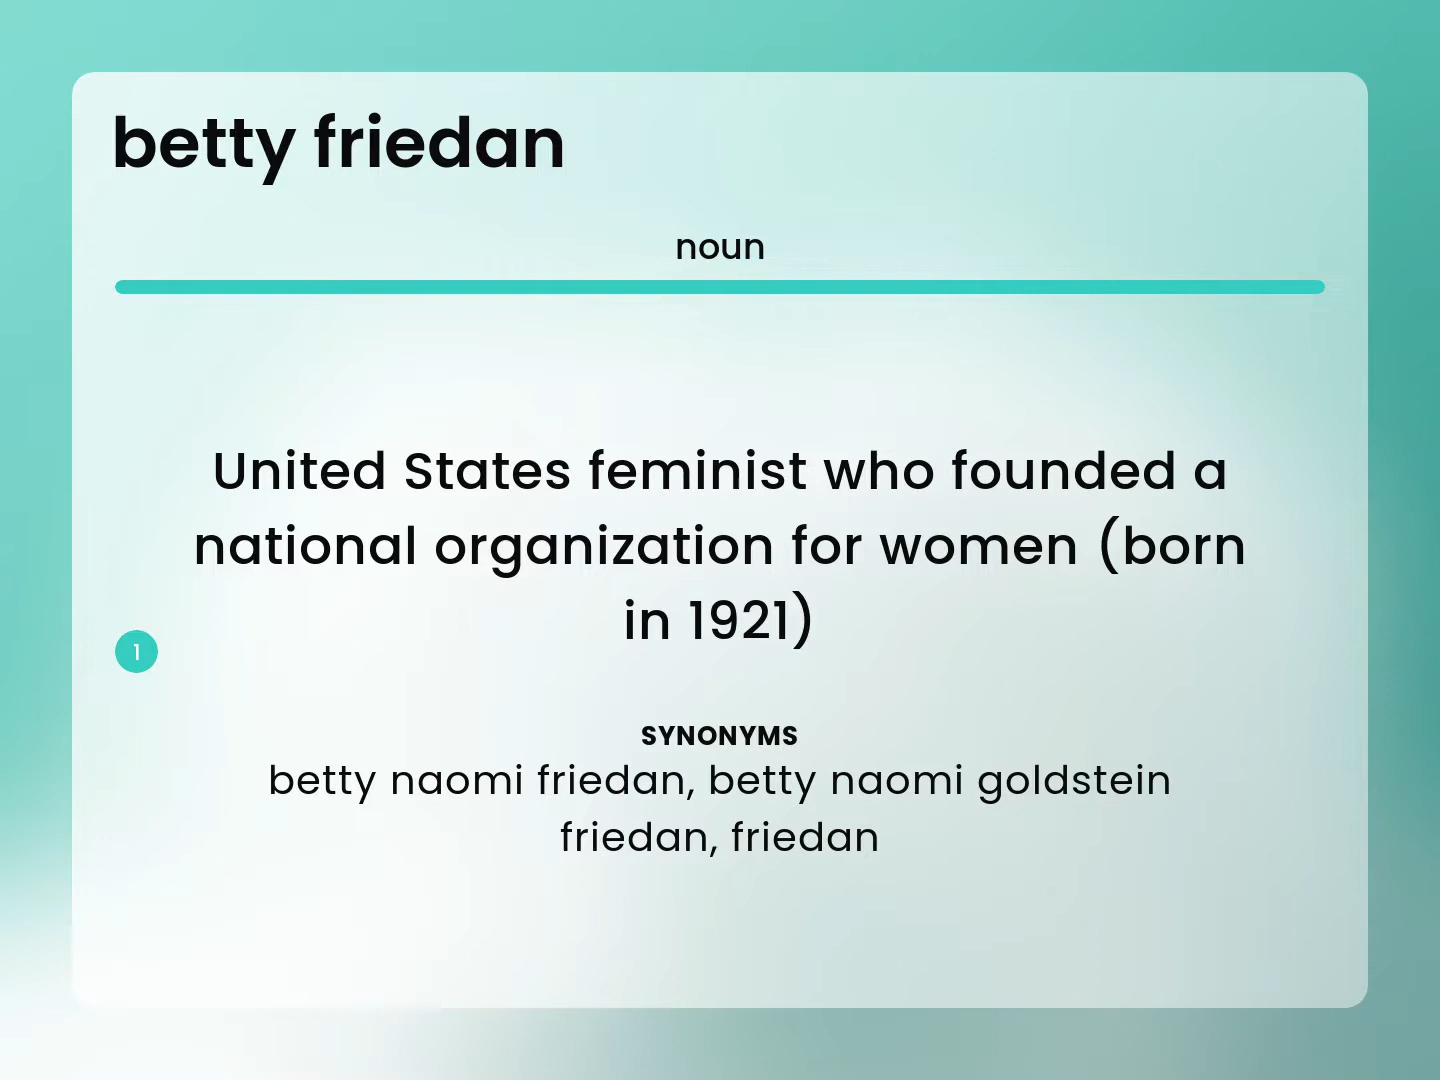 betty friedan
noun
United States feminist who founded a
national organization for women (born
in 1921)
1
SYNONYMS
betty naomi friedan, betty naomi goldstein
friedan, friedan